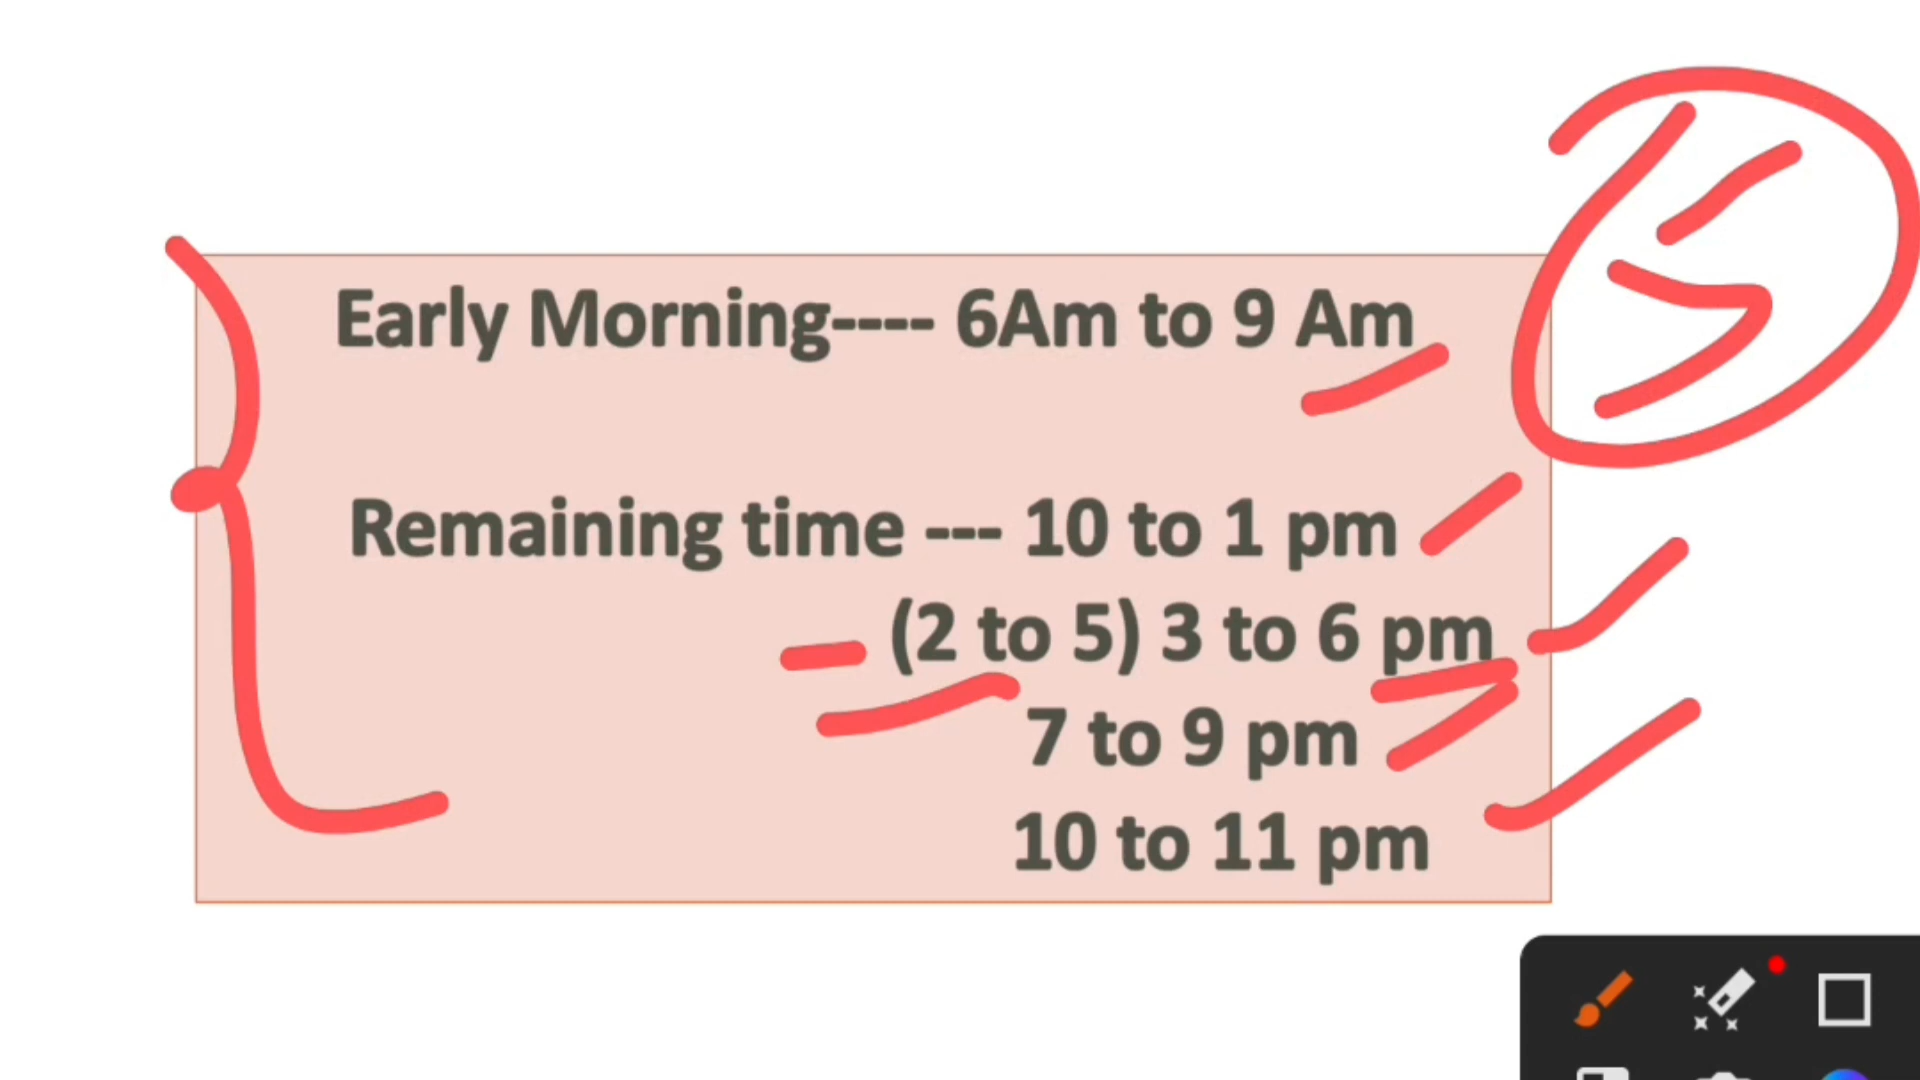 Early Morning---- 6Am to 9 Am
Remaining time --- 10 to 1 pm
(2 to 5) 3 to 6 pm
7 to 9 pm
10 to 11 pm